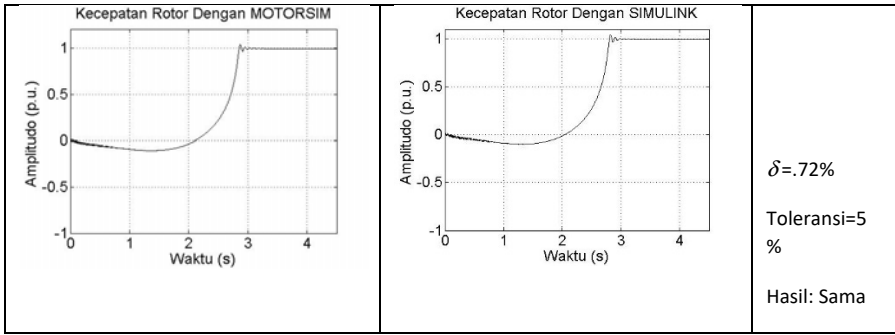 Kecepatan Rotor Dengan MOTORSIM
1
0.5
0
-0.5
-1
0 1 2 3 4
Amplitudo (p.u.)
Waktu (s)
Kecepatan Rotor Dengan SIMULINK
1
0.5
0
-0.5
-1
0 1 2 3 4
Amplitudo (p.u.)
Waktu (s)
δ=.72%
Toleransi=5
%
Hasil: Sama